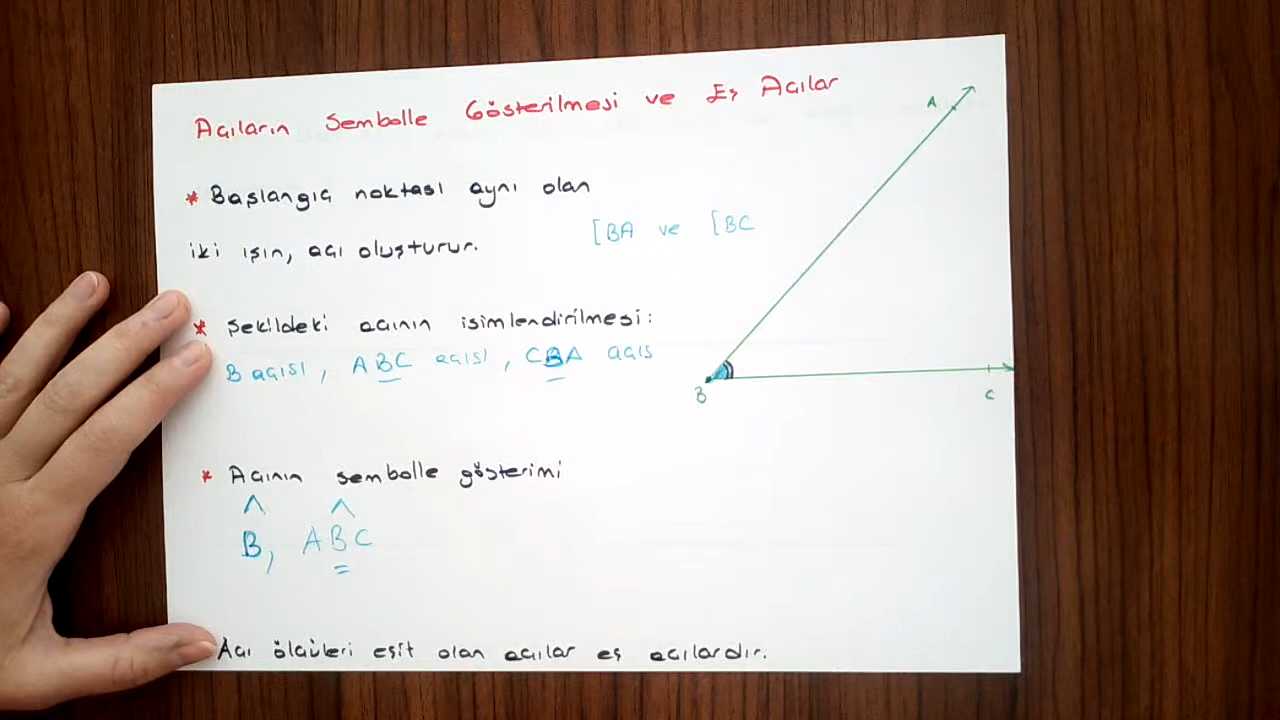 Açıların Sembolle Gösterilmesi ve Eş Açılar
* Başlangıç noktası aynı olan
iki ışın, açı oluşturur.
[BA ve [BC
* Şekildeki açının isimlendirilmesi:
B açısı, ABC açısı, CBA açıs
* Açının sembolle gösterimi
^ ^
B, ABC
Açı ölçüleri eşit olan açılar eş açılardır.
A
B
C